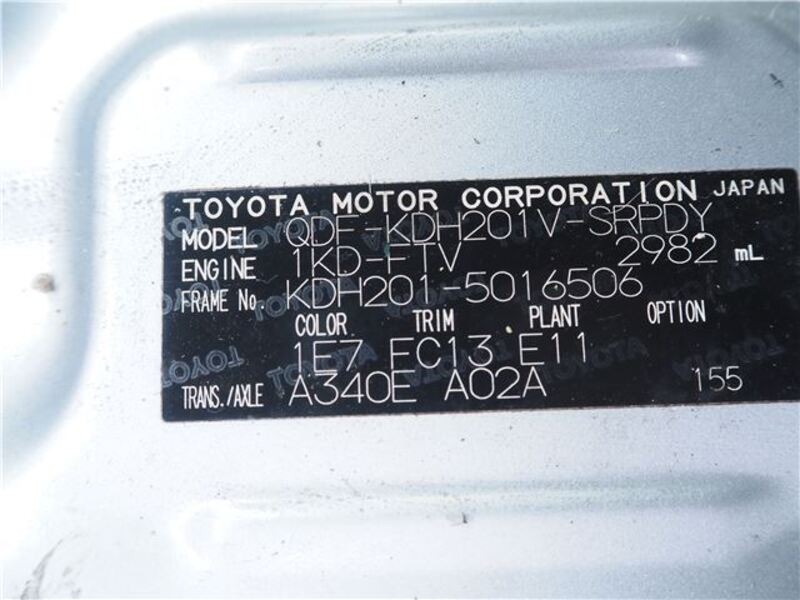 TOYOTA MOTOR CORPORATION JAPAN
MODEL QDF-KDH201V-SRPDY
ENGINE 1KD-FTV 2982 mL
FRAME No. KDH201-5016506
COLOR TRIM PLANT OPTION
1E7 FC13 E11
TRANS./AXLE A340E A02A 155